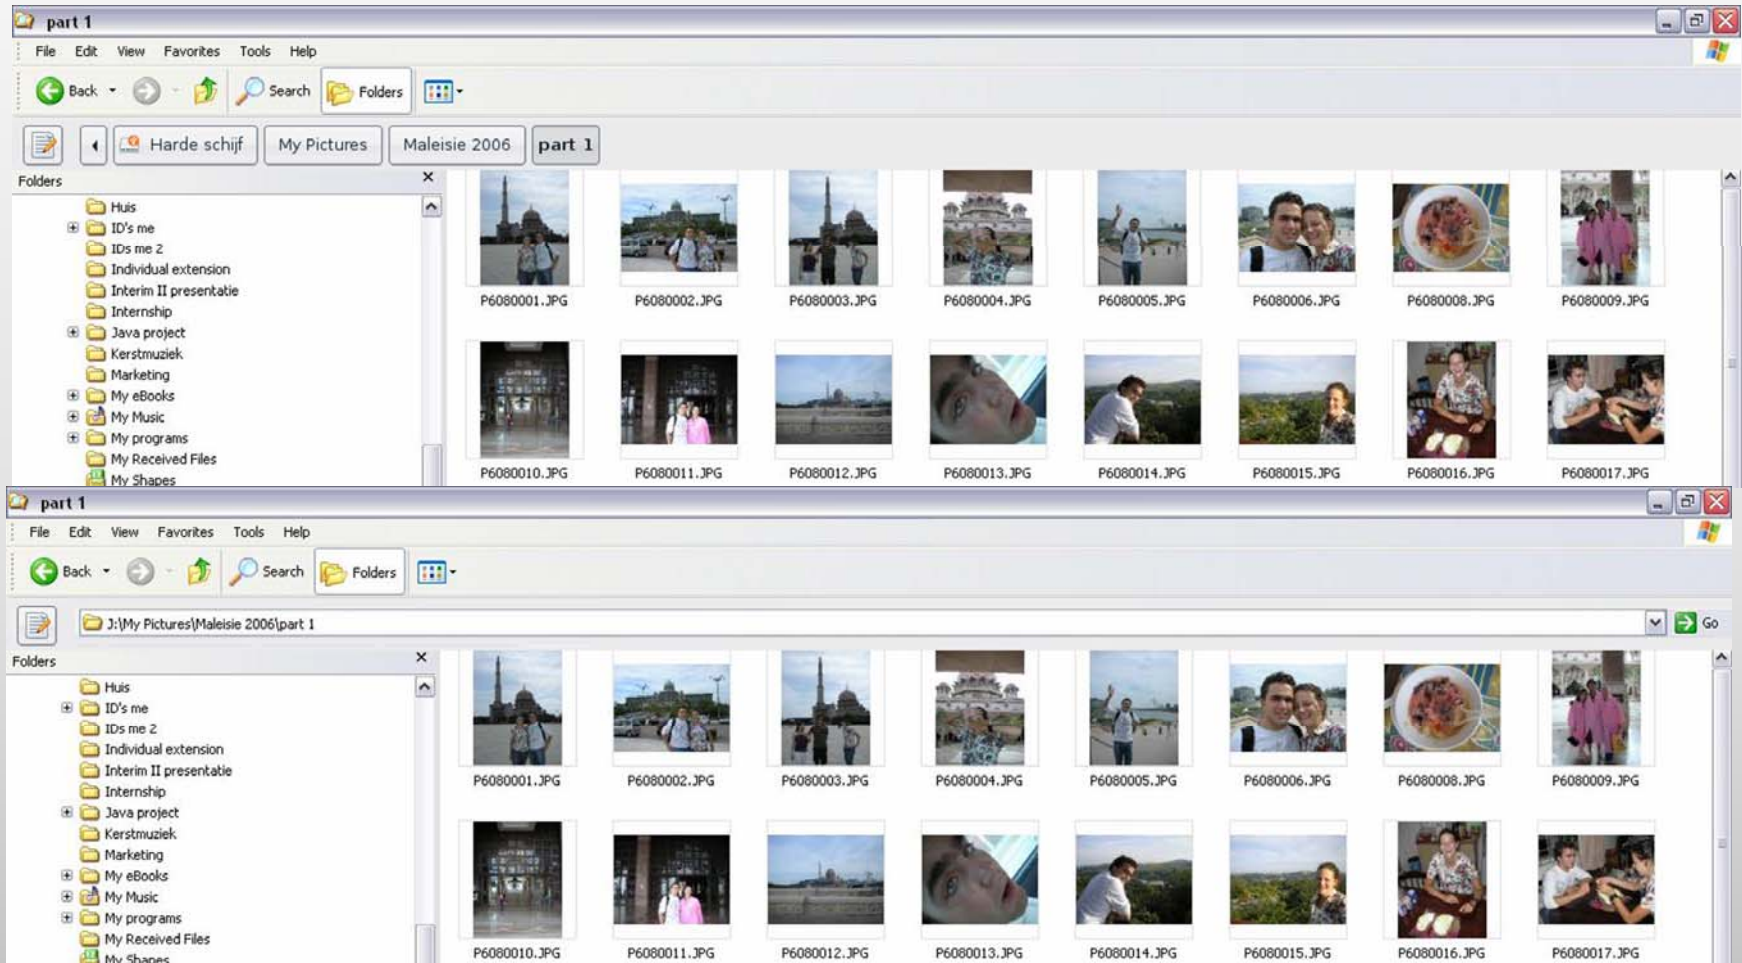 part 1
File Edit View Favorites Tools Help
Back Search Folders
Harde schijf My Pictures Maleisie 2006 part 1
Folders
Huis
ID's me
IDs me 2
Individual extension
Interim II presentatie
Internship
Java project
Kerstmuziek
Marketing
My eBooks
My Music
My programs
My Received Files
My Shapes
P6080001.JPG P6080002.JPG P6080003.JPG P6080004.JPG P6080005.JPG P6080006.JPG P6080008.JPG P6080009.JPG
P6080010.JPG P6080011.JPG P6080012.JPG P6080013.JPG P6080014.JPG P6080015.JPG P6080016.JPG P6080017.JPG
part 1
File Edit View Favorites Tools Help
Back Search Folders
J:\My Pictures\Maleisie 2006\part 1 Go
Folders
Huis
ID's me
IDs me 2
Individual extension
Interim II presentatie
Internship
Java project
Kerstmuziek
Marketing
My eBooks
My Music
My programs
My Received Files
My Shapes
P6080001.JPG P6080002.JPG P6080003.JPG P6080004.JPG P6080005.JPG P6080006.JPG P6080008.JPG P6080009.JPG
P6080010.JPG P6080011.JPG P6080012.JPG P6080013.JPG P6080014.JPG P6080015.JPG P6080016.JPG P6080017.JPG